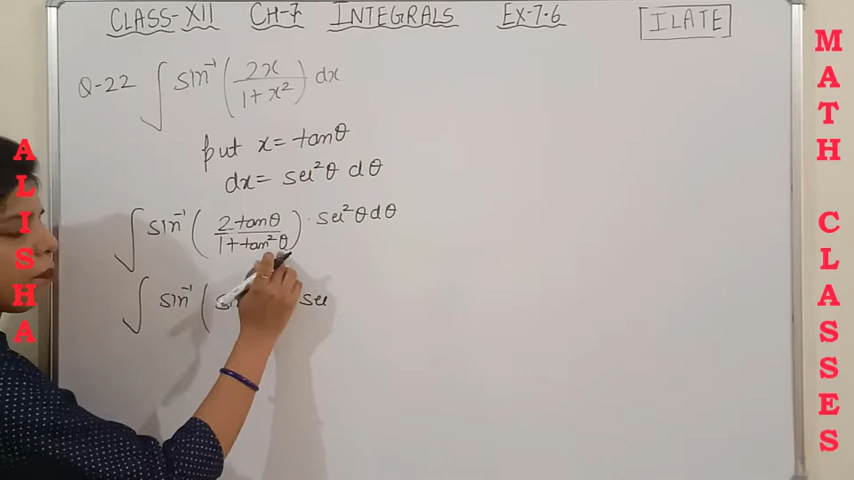 CLASS-XII CH-7 INTEGRALS EX-7.6
ILATE
Q-22 ∫ sin⁻¹ (2x / 1+x²) dx
put x = tanθ
dx = sec²θ dθ
∫ sin⁻¹ (2tanθ / 1+tan²θ) · sec²θ dθ
∫ sin⁻¹ ( sec
ALISHA
MATH CLASSES